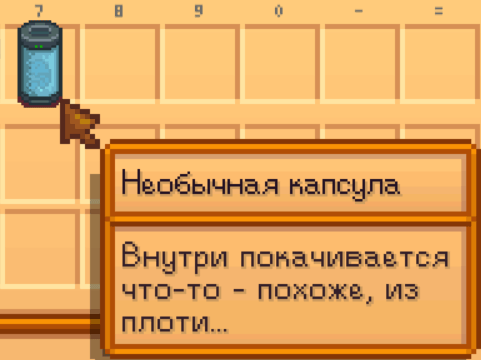 7 8 9 0 - =
Необычная капсула
Внутри покачивается
что-то - похоже, из
плоти...